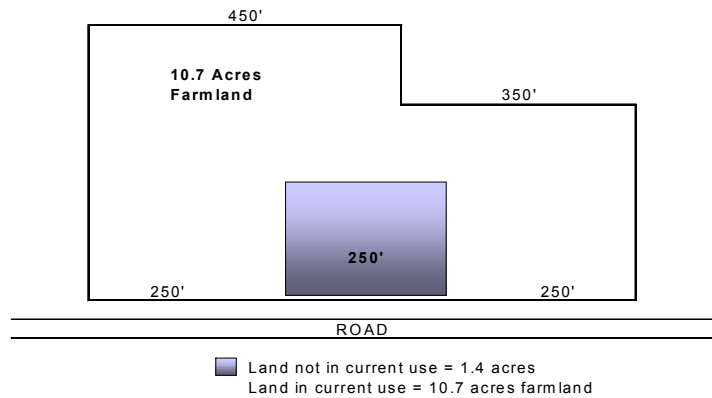 450'
10.7 Acres
Farmland
350'
250'
250'
250'
ROAD
Land not in current use = 1.4 acres
Land in current use = 10.7 acres farmland